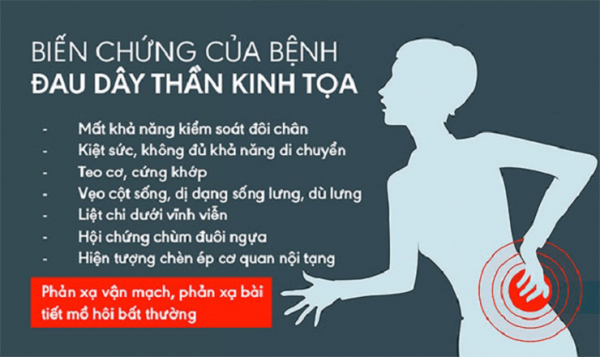 BIẾN CHỨNG CỦA BỆNH
ĐAU DÂY THẦN KINH TỌA
- Mất khả năng kiểm soát đôi chân
- Kiệt sức, không đủ khả năng di chuyển
- Teo cơ, cứng khớp
- Vẹo cột sống, dị dạng sống lưng, dù lưng
- Liệt chi dưới vĩnh viễn
- Hội chứng chùm đuôi ngựa
- Hiện tượng chèn ép cơ quan nội tạng
Phản xạ vận mạch, phản xạ bài
tiết mồ hôi bất thường